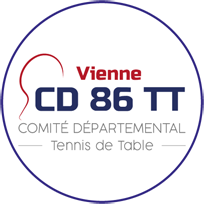 Vienne
CD 86 TT
COMITÉ DÉPARTEMENTAL
Tennis de Table